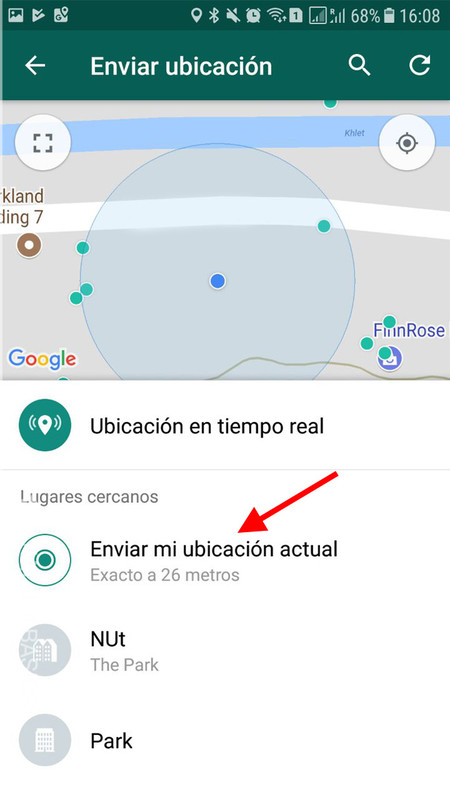 1
68%
16:08
Enviar ubicación
Khlet
rkland
ding 7
FinnRose
Google
Ubicación en tiempo real
Lugares cercanos
Enviar mi ubicación actual
Exacto a 26 metros
NUt
The Park
Park